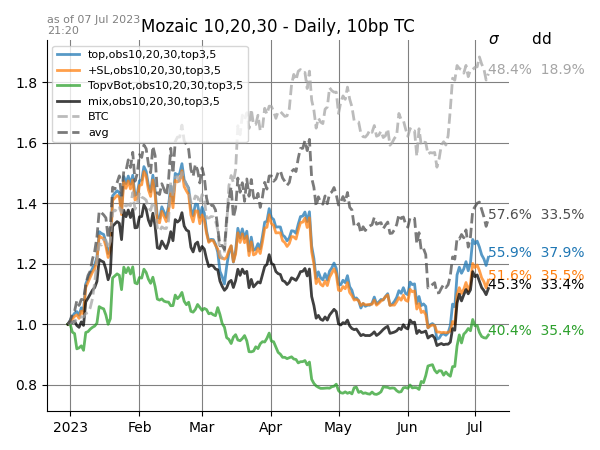 as of 07 Jul 2023
21:20
Mozaic 10,20,30 - Daily, 10bp TC
σ dd
top,obs10,20,30,top3,5
+SL,obs10,20,30,top3,5
TopvBot,obs10,20,30,top3,5
mix,obs10,20,30,top3,5
BTC
avg
48.4% 18.9%
57.6% 33.5%
55.9% 37.9%
51.6% 35.5%
45.3% 33.4%
40.4% 35.4%
1.8
1.6
1.4
1.2
1.0
0.8
2023 Feb Mar Apr May Jun Jul